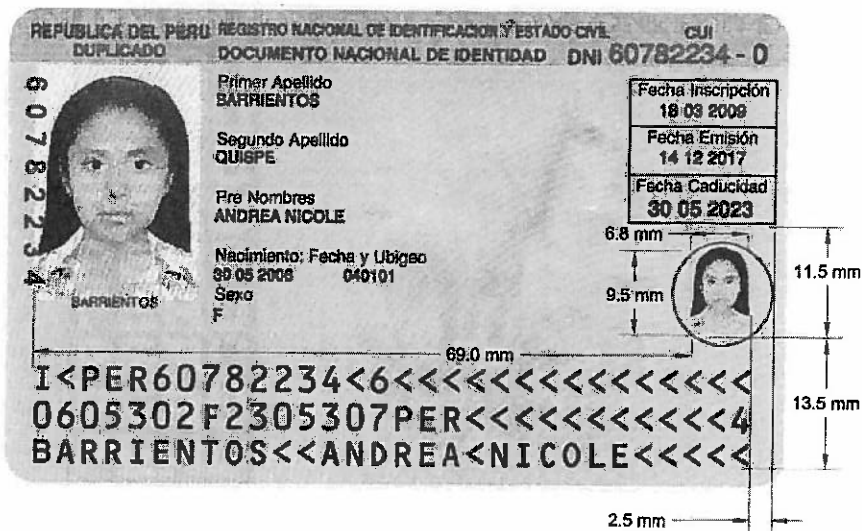 REPÚBLICA DEL PERÚ REGISTRO NACIONAL DE IDENTIFICACION Y ESTADO CIVIL CUI
DUPLICADO DOCUMENTO NACIONAL DE IDENTIDAD DNI 60782234 - 0
60782234
Primer Apellido
BARRIENTOS
Segundo Apellido
QUISPE
Pre Nombres
ANDREA NICOLE
Nacimiento: Fecha y Ubigeo
30 05 2006 040101
Sexo
F
BARRIENTOS
Fecha Inscripción
18 03 2009
Fecha Emisión
14 12 2017
Fecha Caducidad
30 05 2023
6.8 mm
11.5 mm
9.5 mm
69.0 mm
13.5 mm
I<PER60782234<6<<<<<<<<<<<<<<<
0605302F2305307PER<<<<<<<<<<<4
BARRIENTOS<<ANDREA<NICOLE<<<<<
2.5 mm